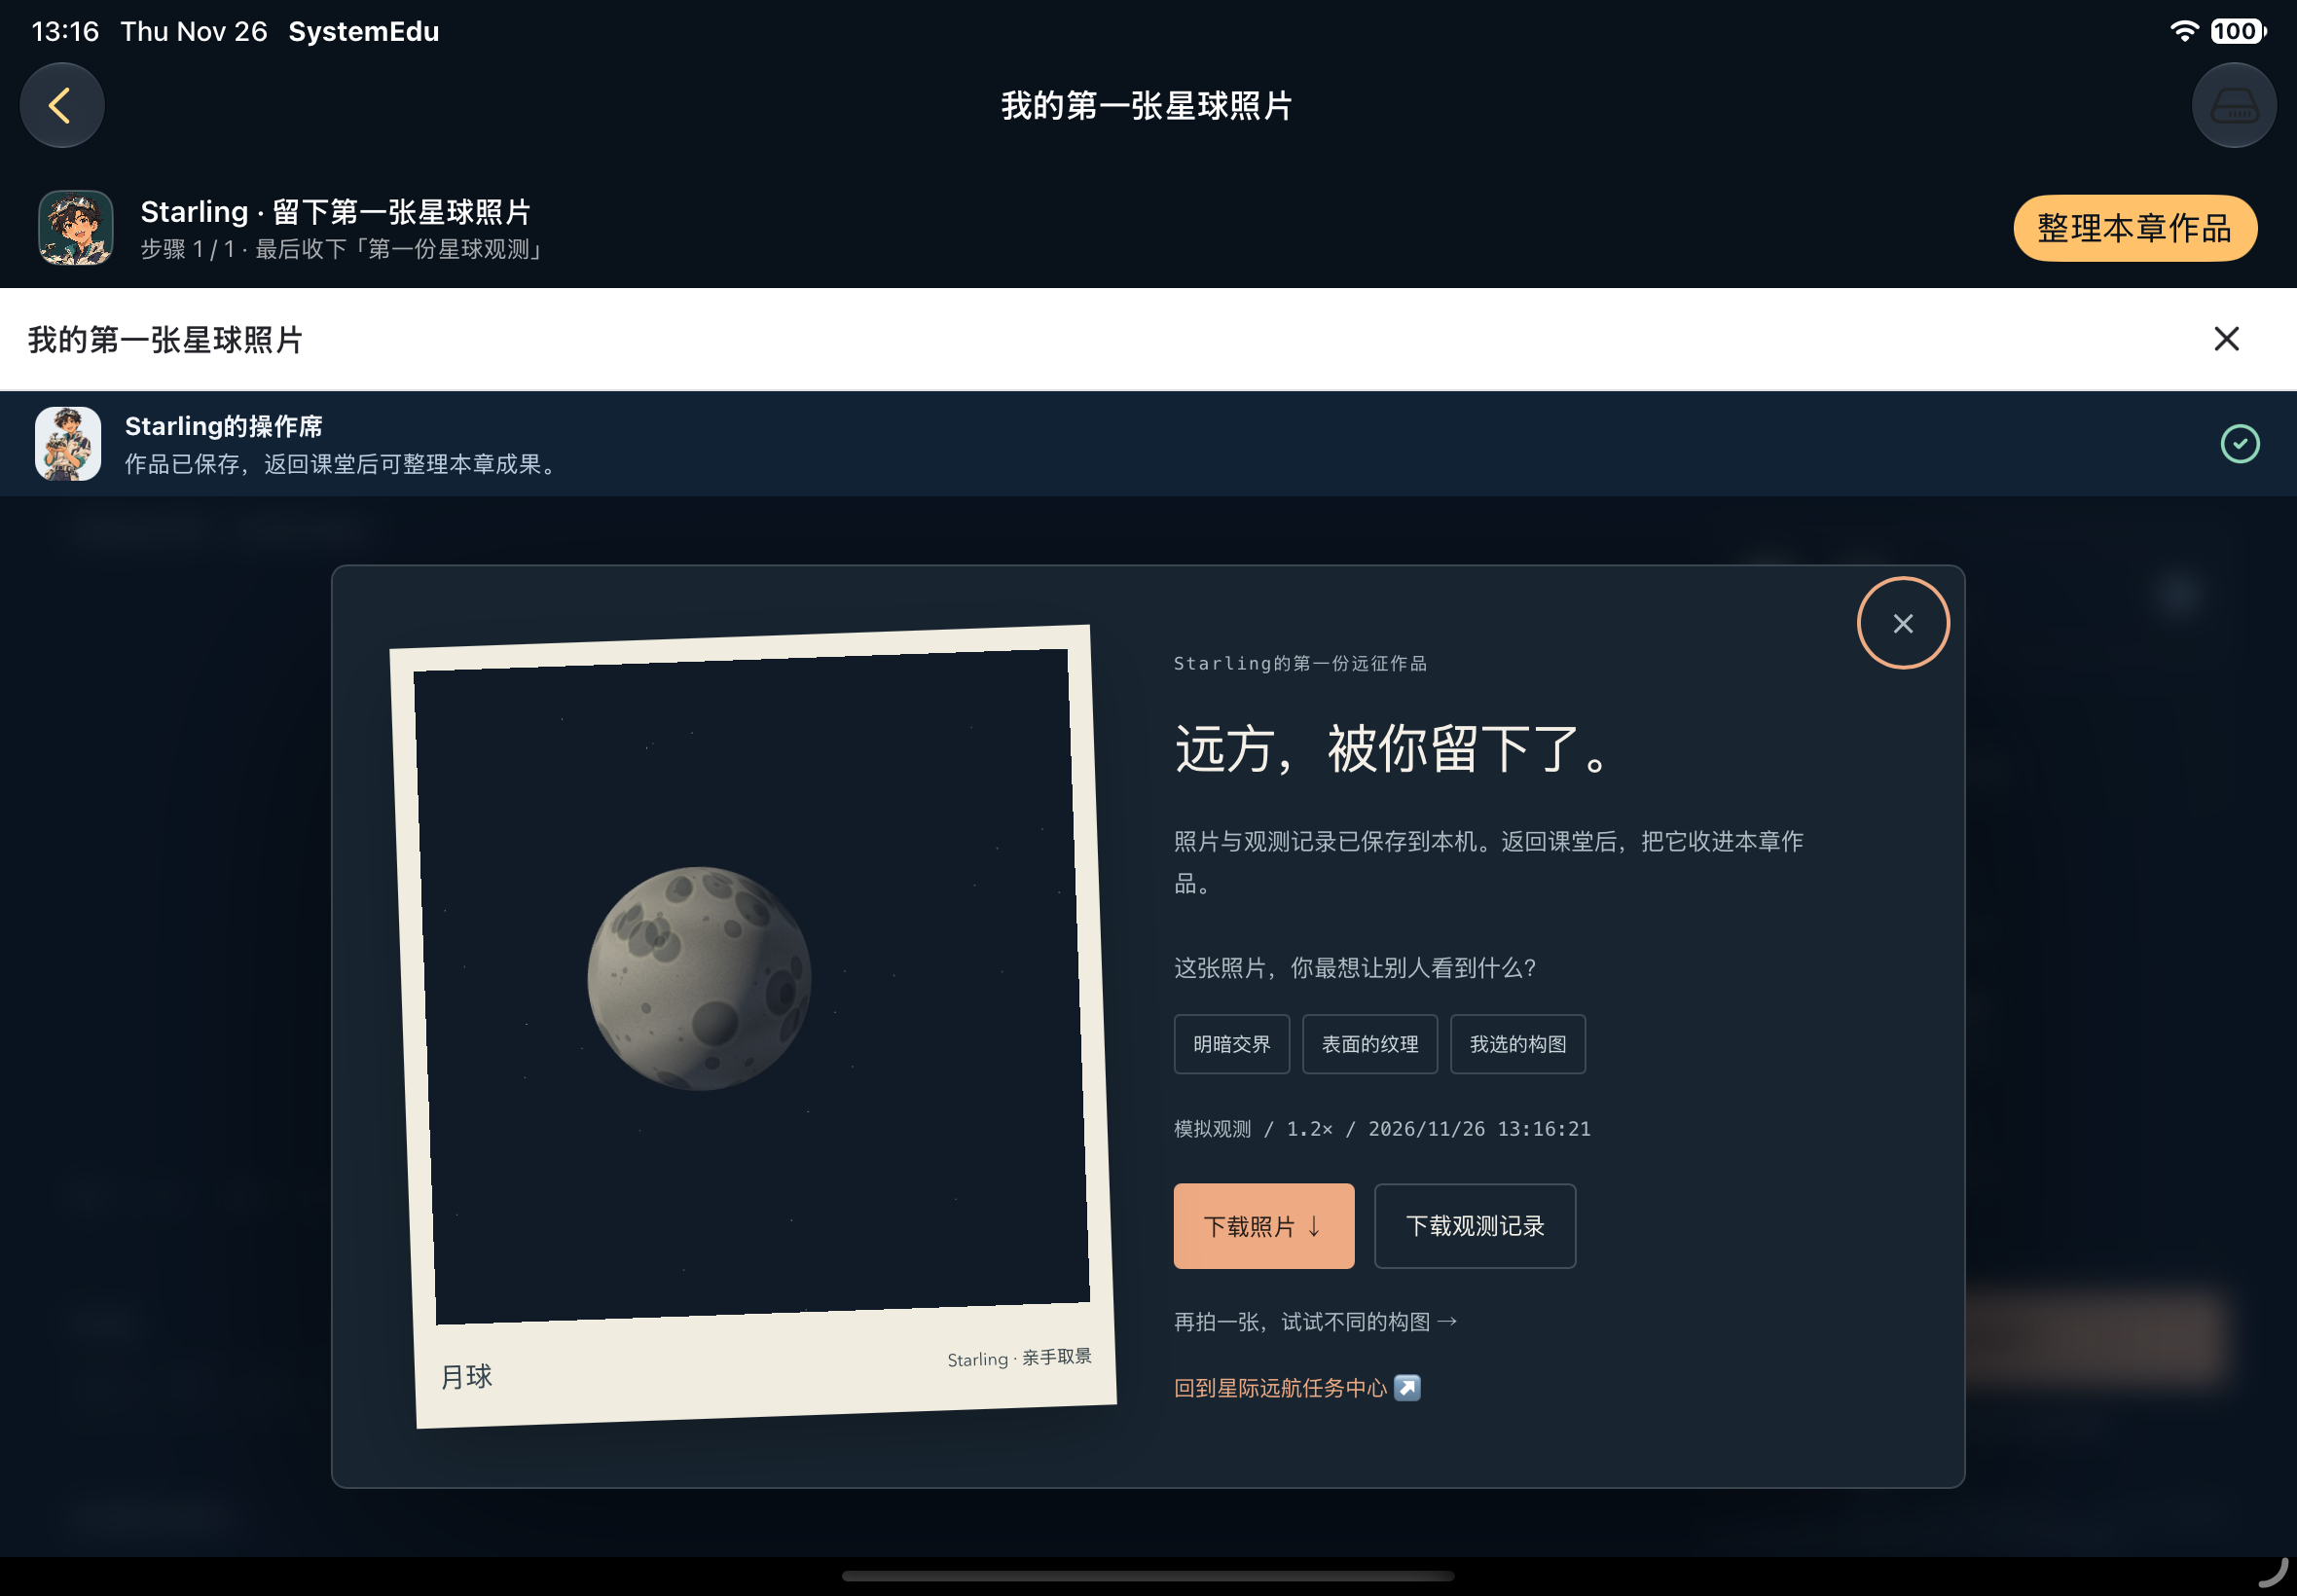 13:16 Thu Nov 26 SystemEdu
100
我的第一张星球照片
Starling · 留下第一张星球照片
步骤 1 / 1 · 最后收下「第一份星球观测」
整理本章作品
我的第一张星球照片
Starling的操作席
作品已保存，返回课堂后可整理本章成果。
月球
Starling · 亲手取景
Starling的第一份远征作品
远方，被你留下了。
照片与观测记录已保存到本机。返回课堂后，把它收进本章作
品。
这张照片，你最想让别人看到什么？
明暗交界
表面的纹理
我选的构图
模拟观测 / 1.2× / 2026/11/26 13:16:21
下载照片 ↓
下载观测记录
再拍一张，试试不同的构图 →
回到星际远航任务中心 ↗